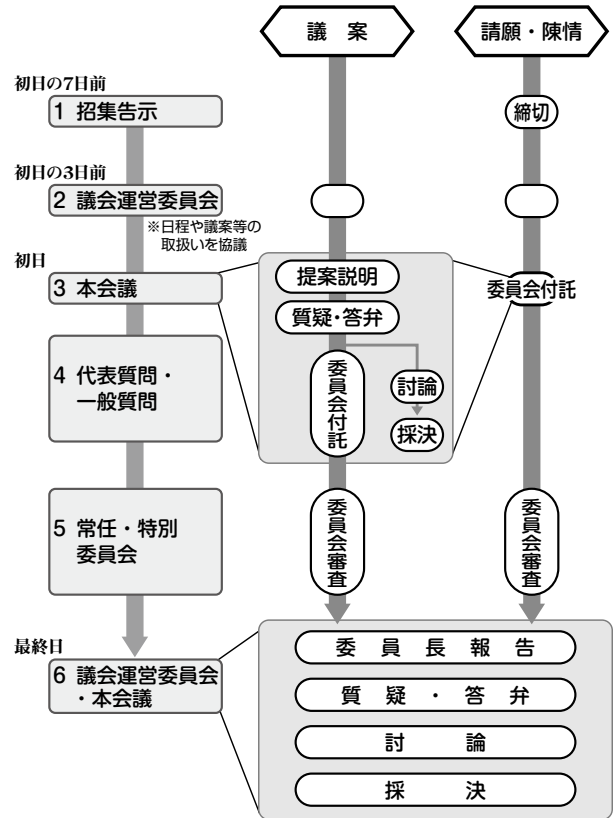 議 案
請願・陳情
初日の7日前
1 招集告示
締切
初日の3日前
2 議会運営委員会
※日程や議案等の
取扱いを協議
初日
3 本会議
提案説明
質疑・答弁
委員会付託
討論
採決
委員会付託
4 代表質問・
一般質問
5 常任・特別
委員会
委員会審査
委員会審査
最終日
6 議会運営委員会
・本会議
委 員 長 報 告
質 疑 ・ 答 弁
討 論
採 決